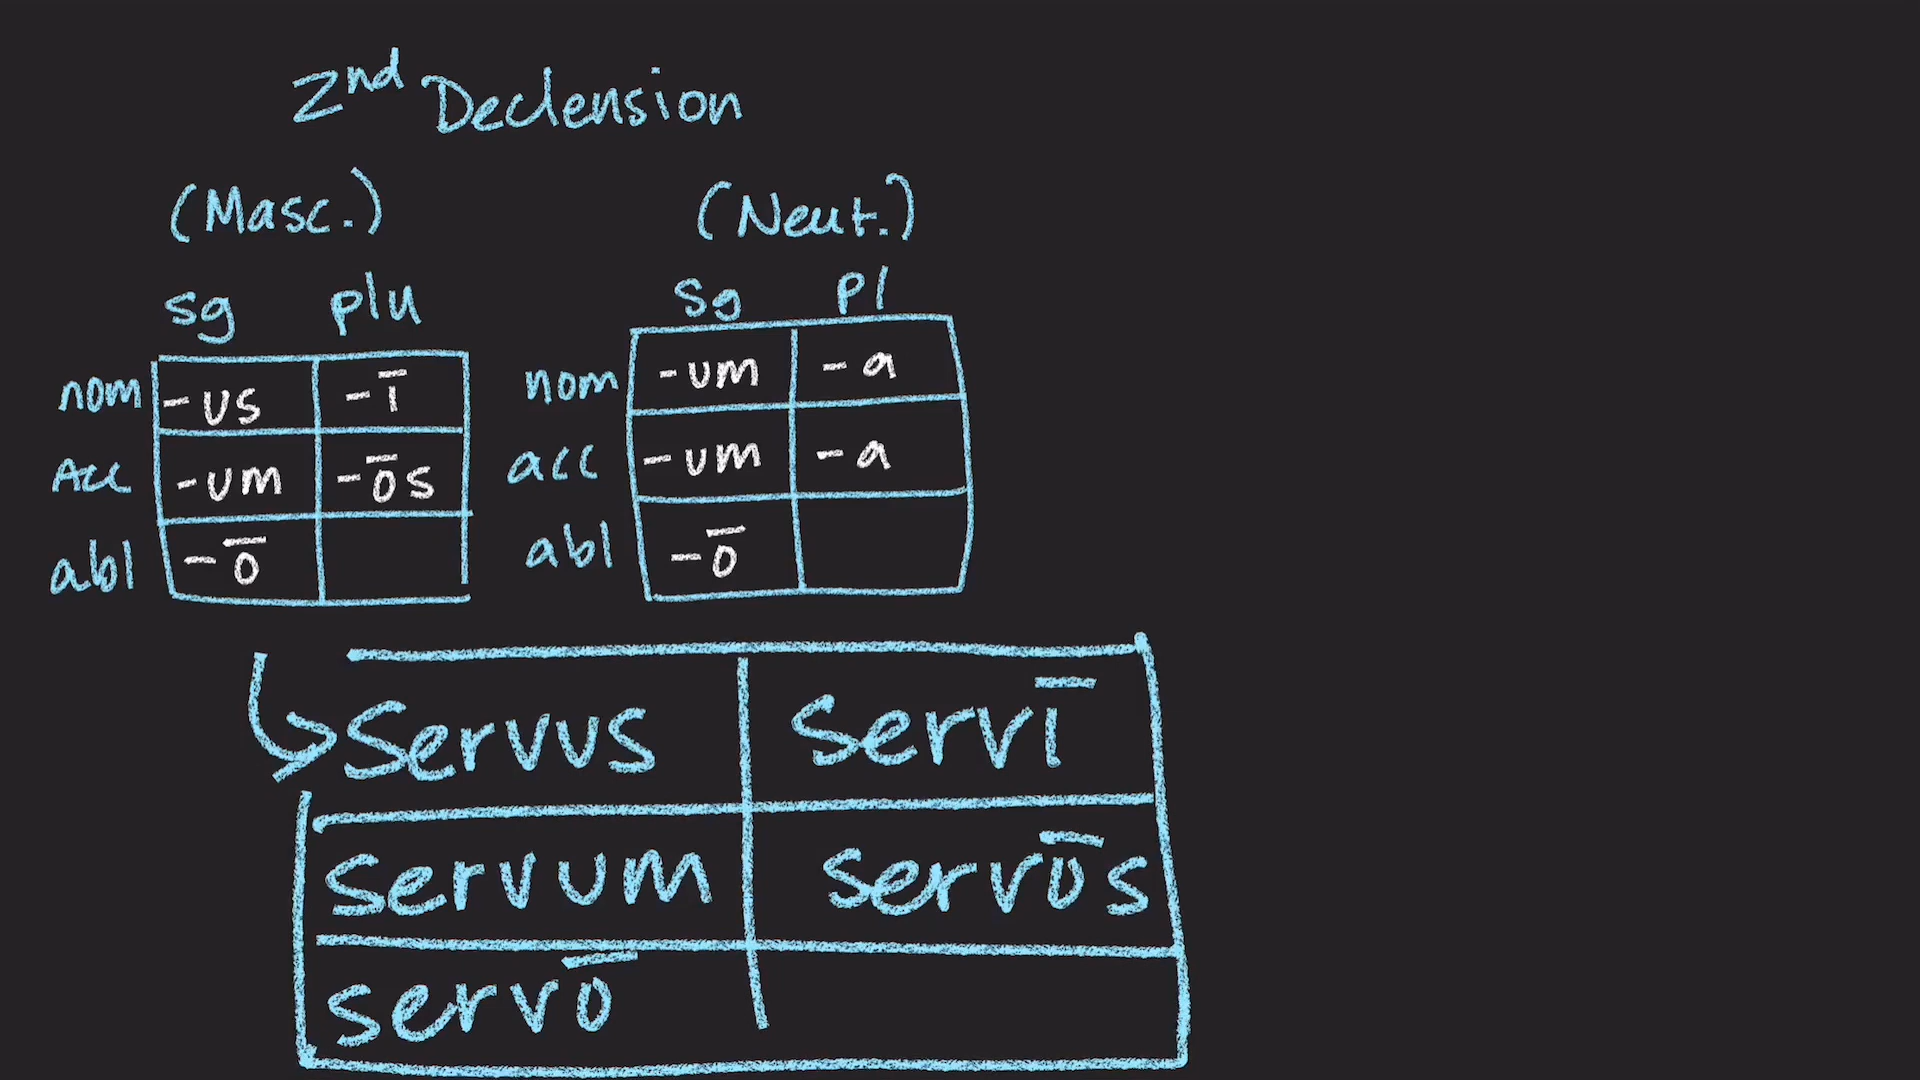 2nd Declension
(Masc.) (Neut.)
sg plu sg pl
nom -us -ī nom -um -a
Acc -um -ōs acc -um -a
abl -ō abl -ō
servus servī
servum servōs
servō